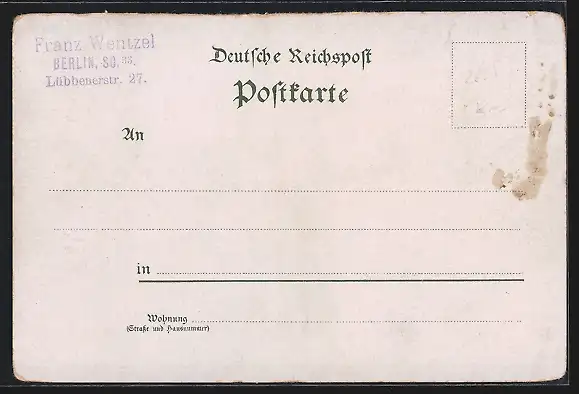 Franz Wentzel
BERLIN, SO.33.
Lübbenerstr. 27.
Deutsche Reichspost
Postkarte
An
in
Wohnung
(Straße und Hausnummer)